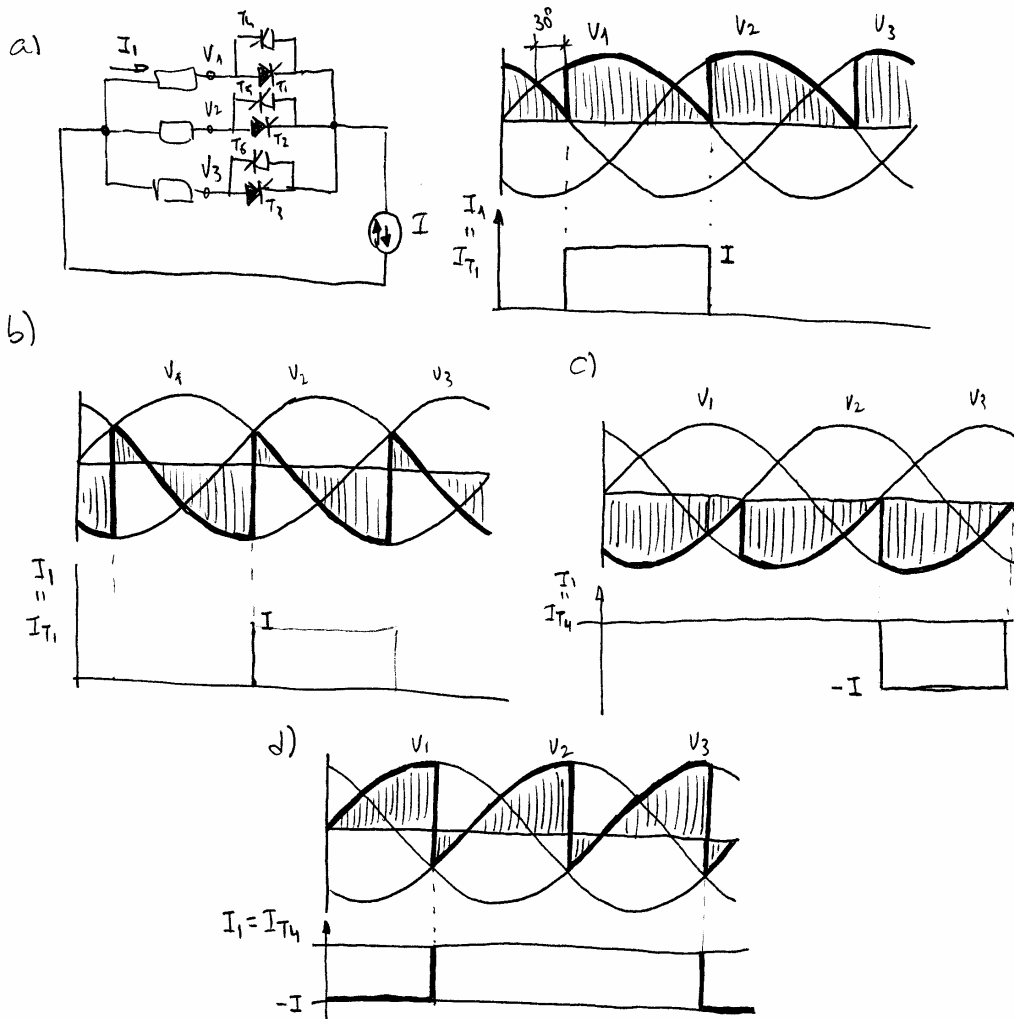 a)
I1
V1
T4
T1
V2
T5
T2
V3
T6
T3
I
30°
V1 V2 V3
I1
"
IT1
I
b)
V1 V2 V3
I1
"
IT1
I
c)
V1 V2 V3
I1
"
IT4
-I
d)
V1 V2 V3
I1 = IT4
-I